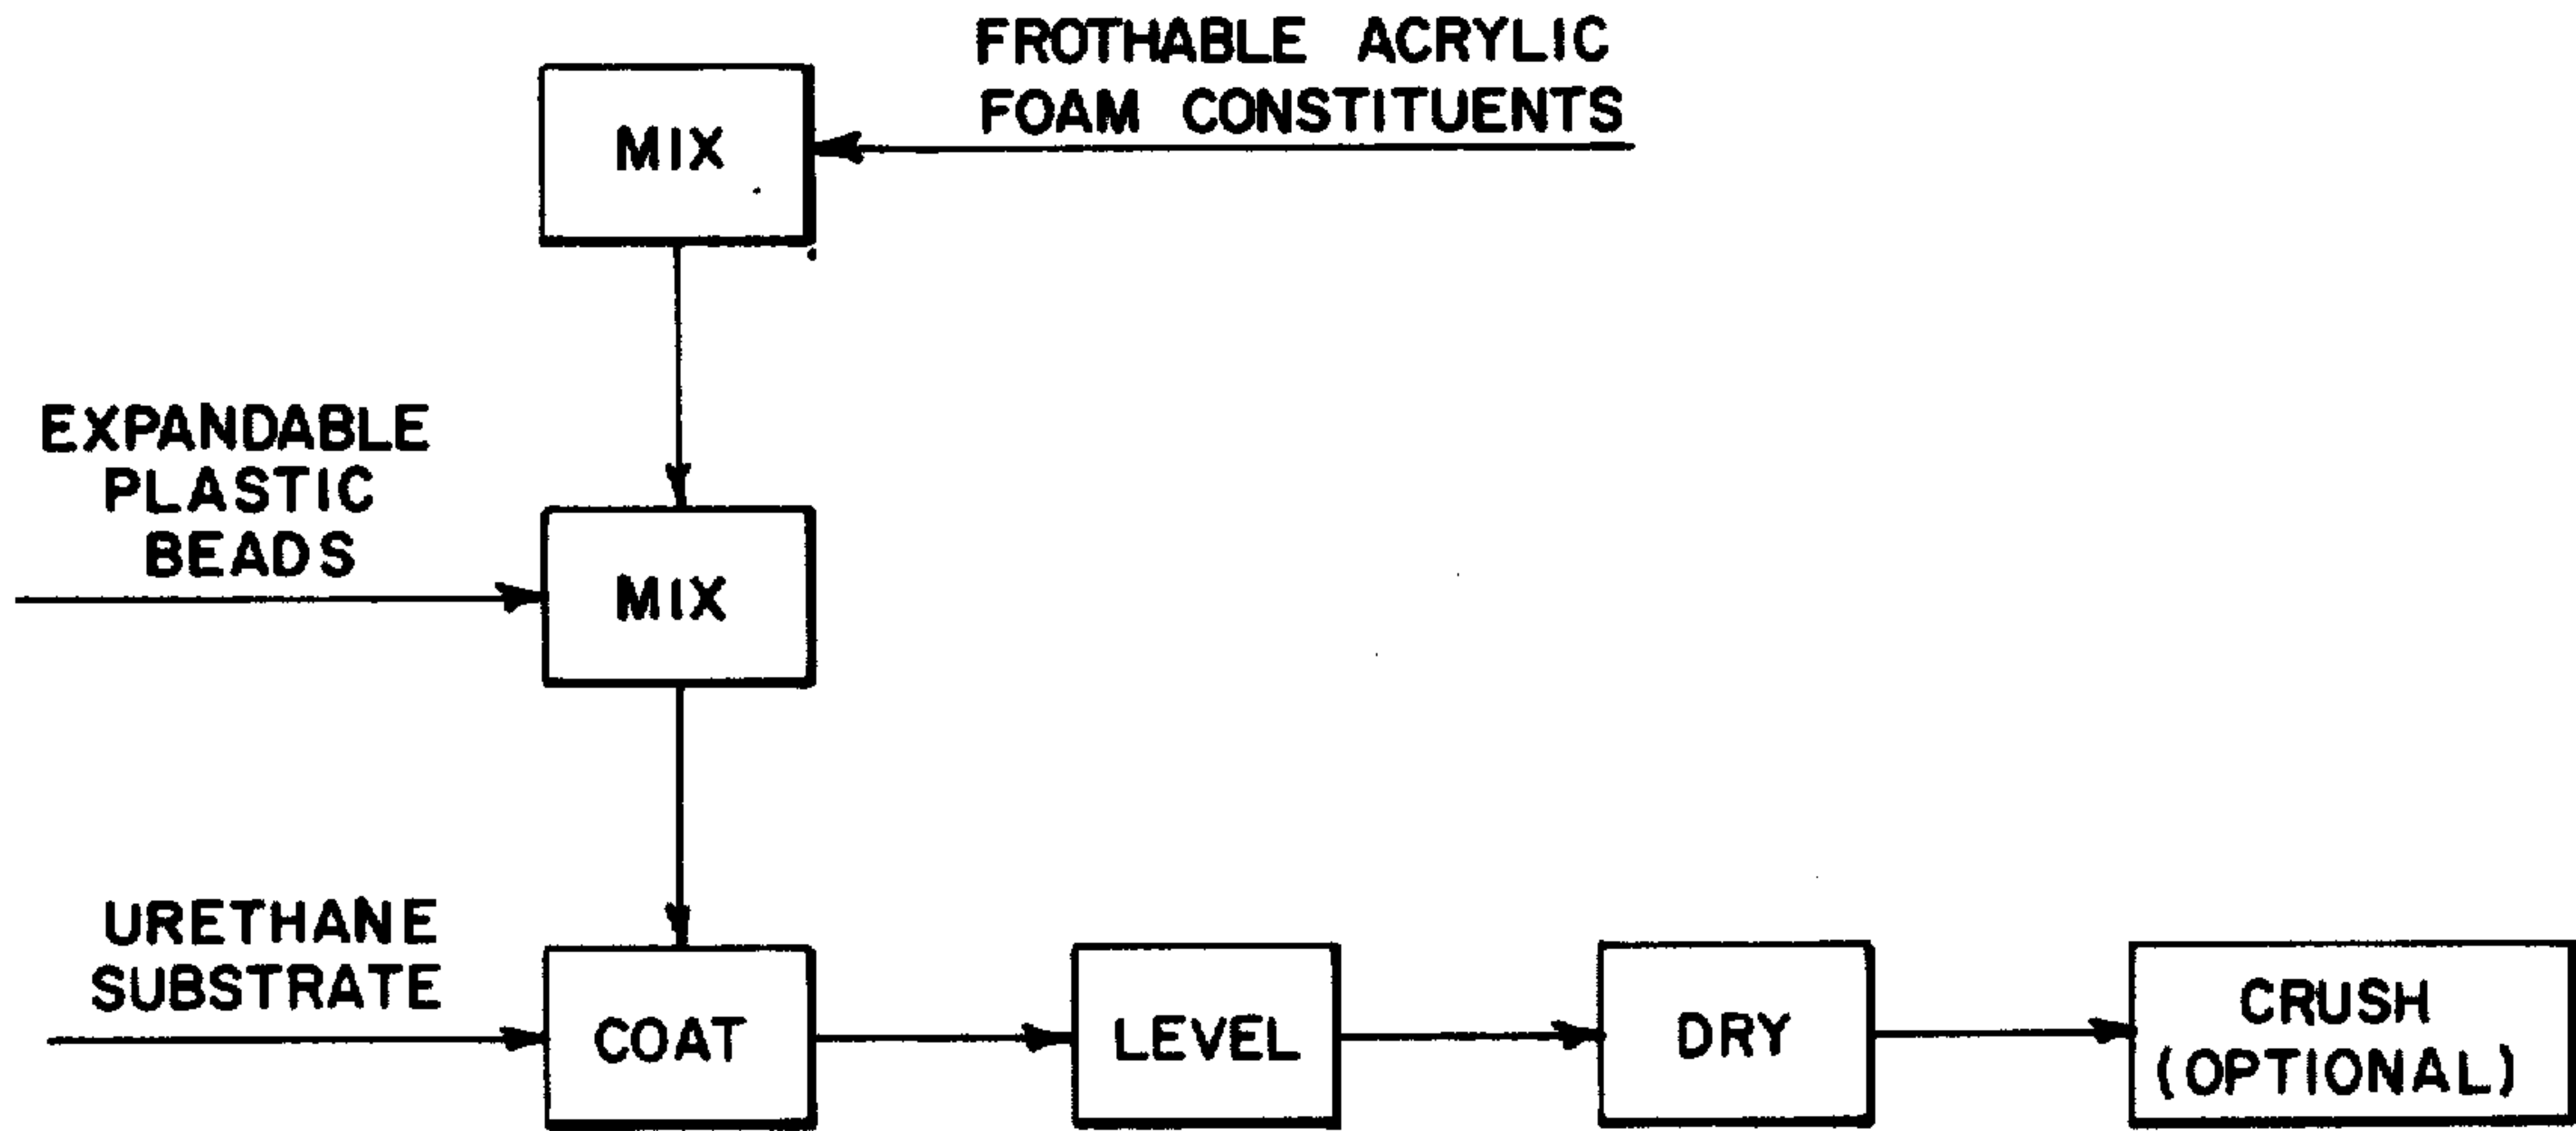 FROTHABLE ACRYLIC
FOAM CONSTITUENTS
MIX
EXPANDABLE
PLASTIC
BEADS
MIX
URETHANE
SUBSTRATE
COAT
LEVEL
DRY
CRUSH
(OPTIONAL)